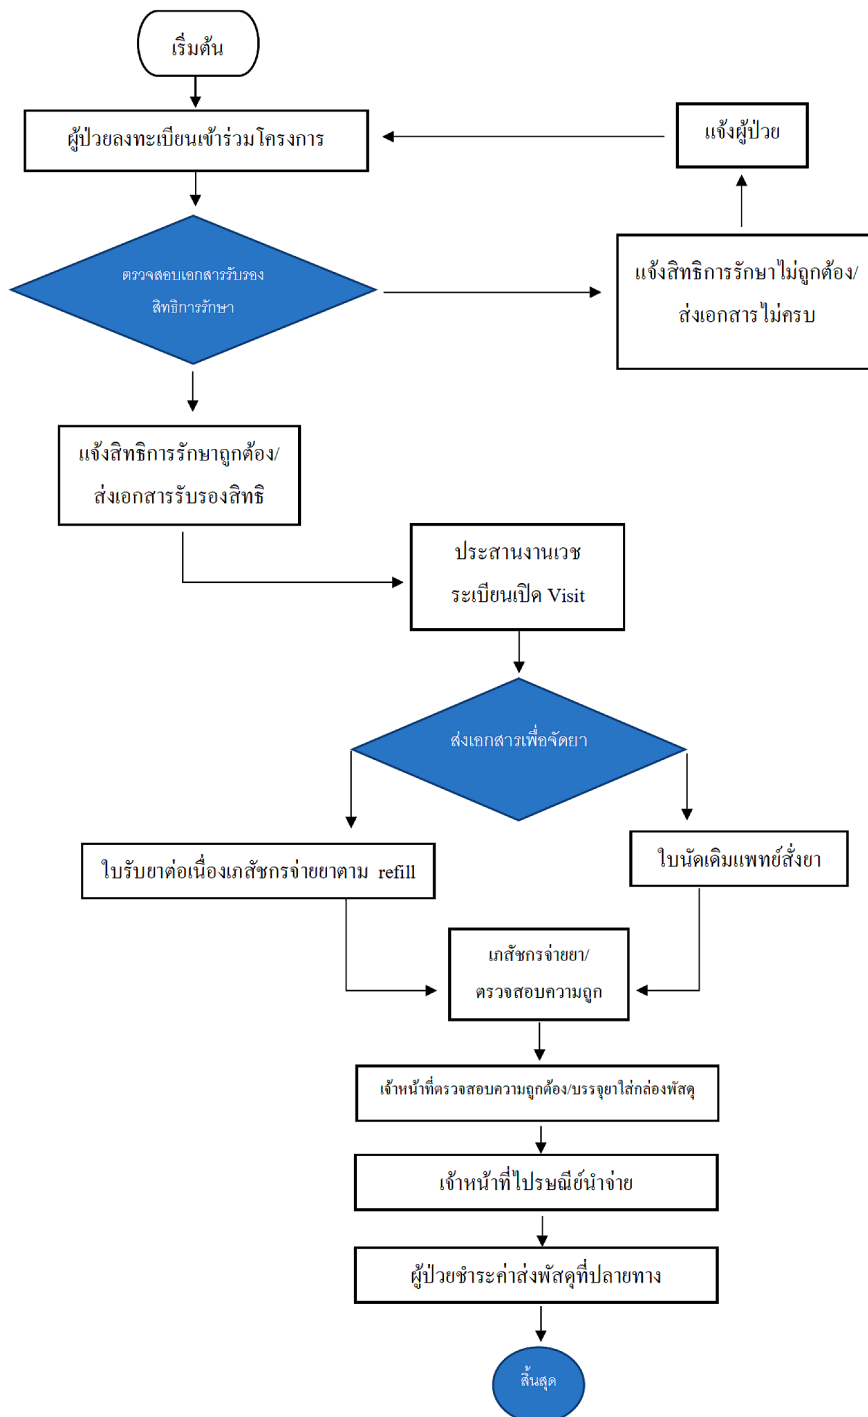 เริ่มต้น
ผู้ป่วยลงทะเบียนเข้าร่วมโครงการ
แจ้งผู้ป่วย
ตรวจสอบเอกสารรับรอง
สิทธิการรักษา
แจ้งสิทธิการรักษาไม่ถูกต้อง/
ส่งเอกสารไม่ครบ
แจ้งสิทธิการรักษาถูกต้อง/
ส่งเอกสารรับรองสิทธิ
ประสานงานเวช
ระเบียนเปิด Visit
ส่งเอกสารเพื่อจัดยา
ใบรับยาต่อเนื่องเภสัชกรจ่ายยาตาม refill
ใบนัดเดิมแพทย์สั่งยา
เภสัชกรจ่ายยา/
ตรวจสอบความถูก
เจ้าหน้าที่ตรวจสอบความถูกต้อง/บรรจุยาใส่กล่องพัสดุ
เจ้าหน้าที่ไปรษณีย์นำจ่าย
ผู้ป่วยชำระค่าส่งพัสดุที่ปลายทาง
สิ้นสุด